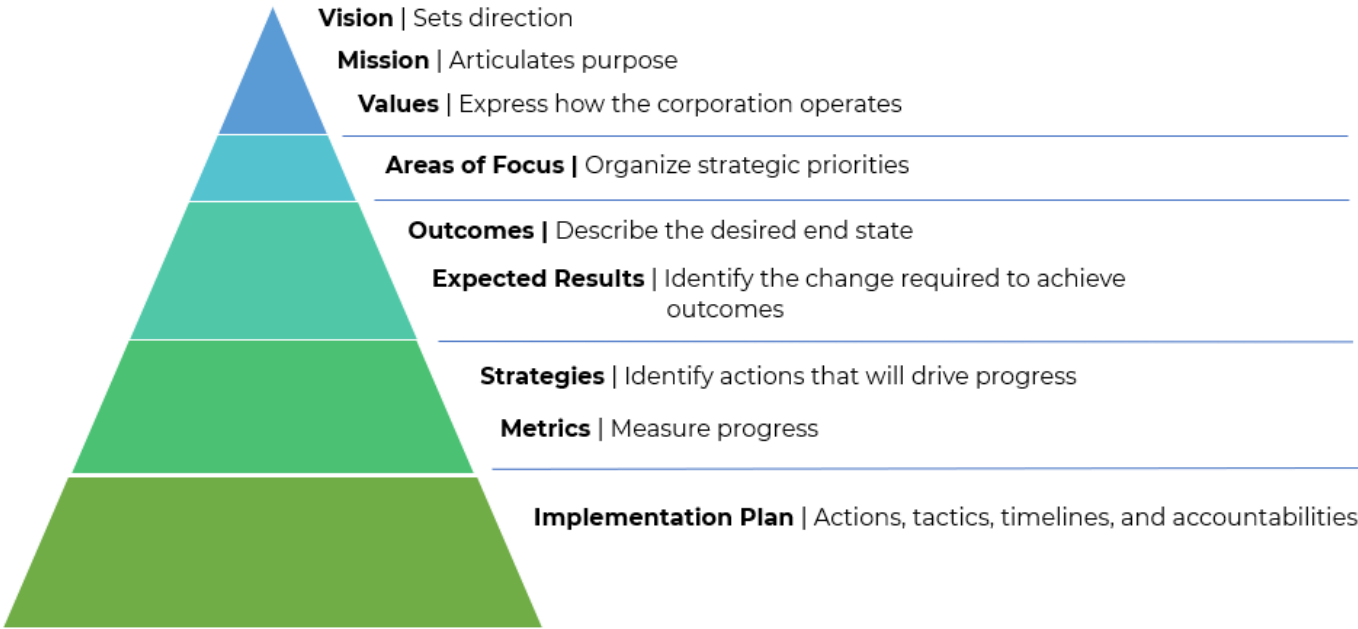 Vision | Sets direction
Mission | Articulates purpose
Values | Express how the corporation operates
Areas of Focus | Organize strategic priorities
Outcomes | Describe the desired end state
Expected Results | Identify the change required to achieve
outcomes
Strategies | Identify actions that will drive progress
Metrics | Measure progress
Implementation Plan | Actions, tactics, timelines, and accountabilities